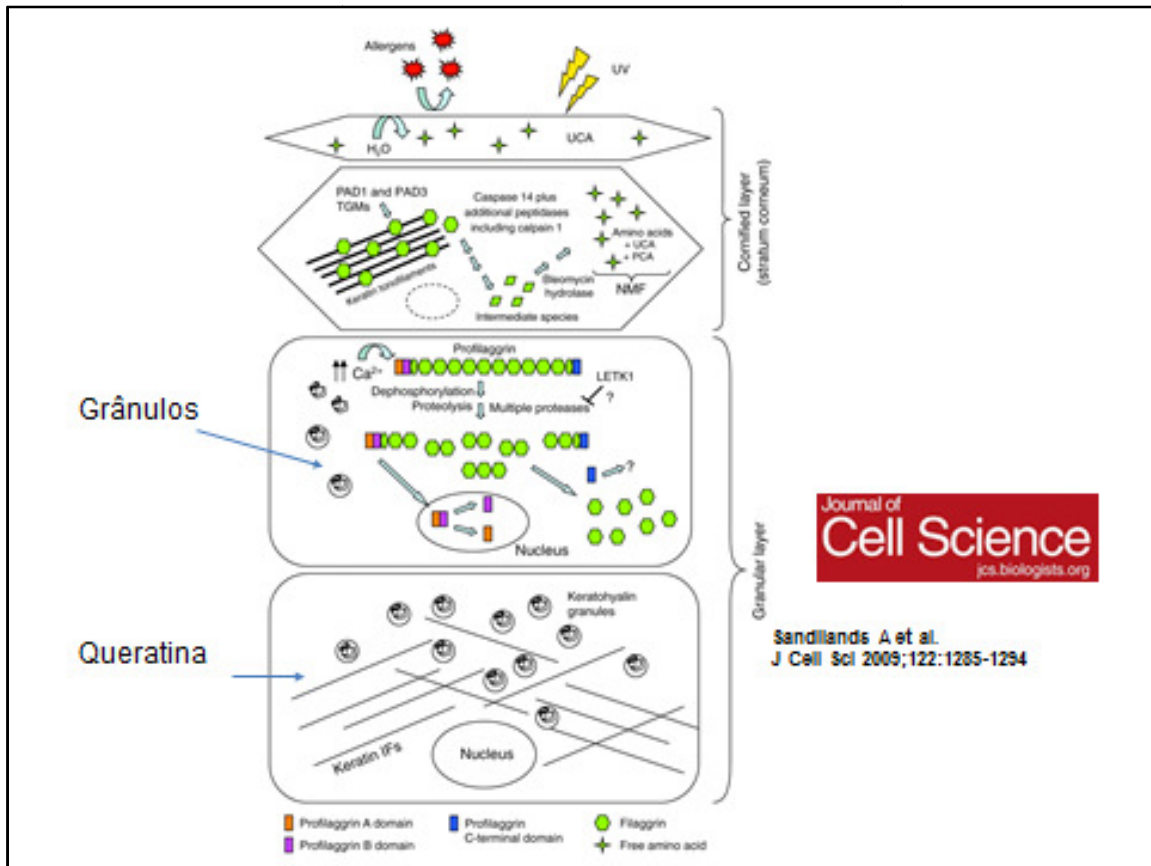 Allergens
UV
H₂O
UCA
PAD1 and PAD3
TGMs
Caspase 14 plus
additional peptidases
including calpain 1
Amino acids
+ UCA
+ PCA
Keratin tonofilaments
Bleomycin
hydrolase
NMF
Intermediate species
Cornified layer
(stratum corneum)
Profilaggrin
Ca²⁺
LETK1
?
Dephosphorylation
Proteolysis
Multiple proteases
Grânulos
?
Nucleus
Granular layer
Journal of
Cell Science
jcs.biologists.org
Keratohyalin
granules
Sandilands A et al.
J Cell Sci 2009;122:1285-1294
Queratina
Keratin IFs
Nucleus
Profilaggrin A domain
Profilaggrin B domain
Profilaggrin
C-terminal domain
Filaggrin
Free amino acid